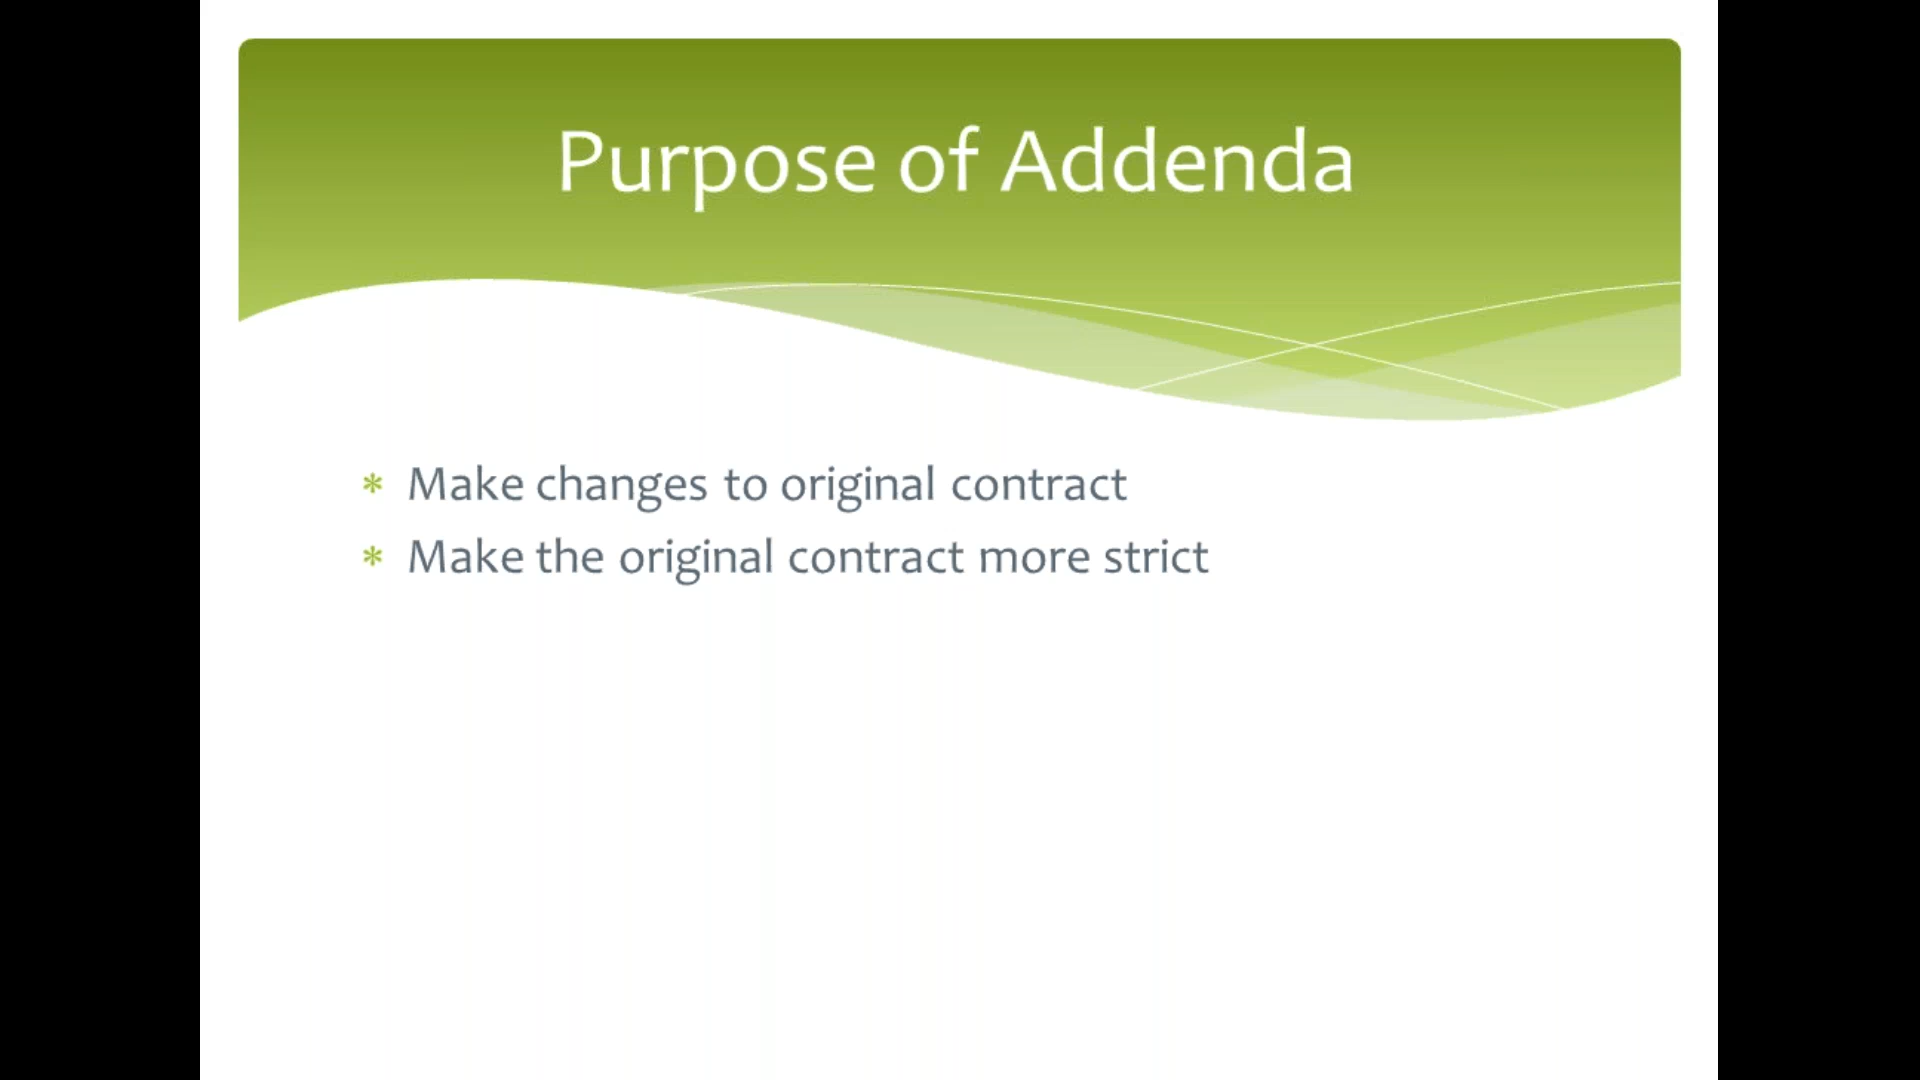 Purpose of Addenda
* Make changes to original contract
* Make the original contract more strict